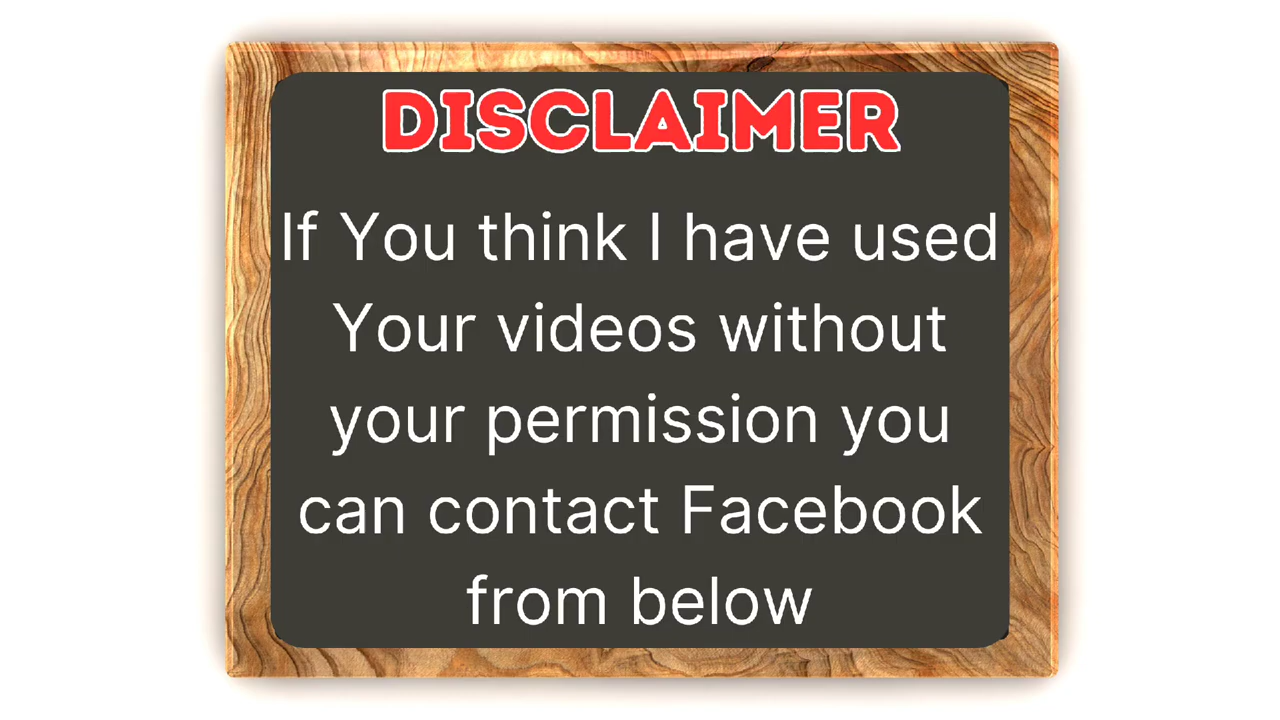 DISCLAIMER
If You think I have used
Your videos without
your permission you
can contact Facebook
from below